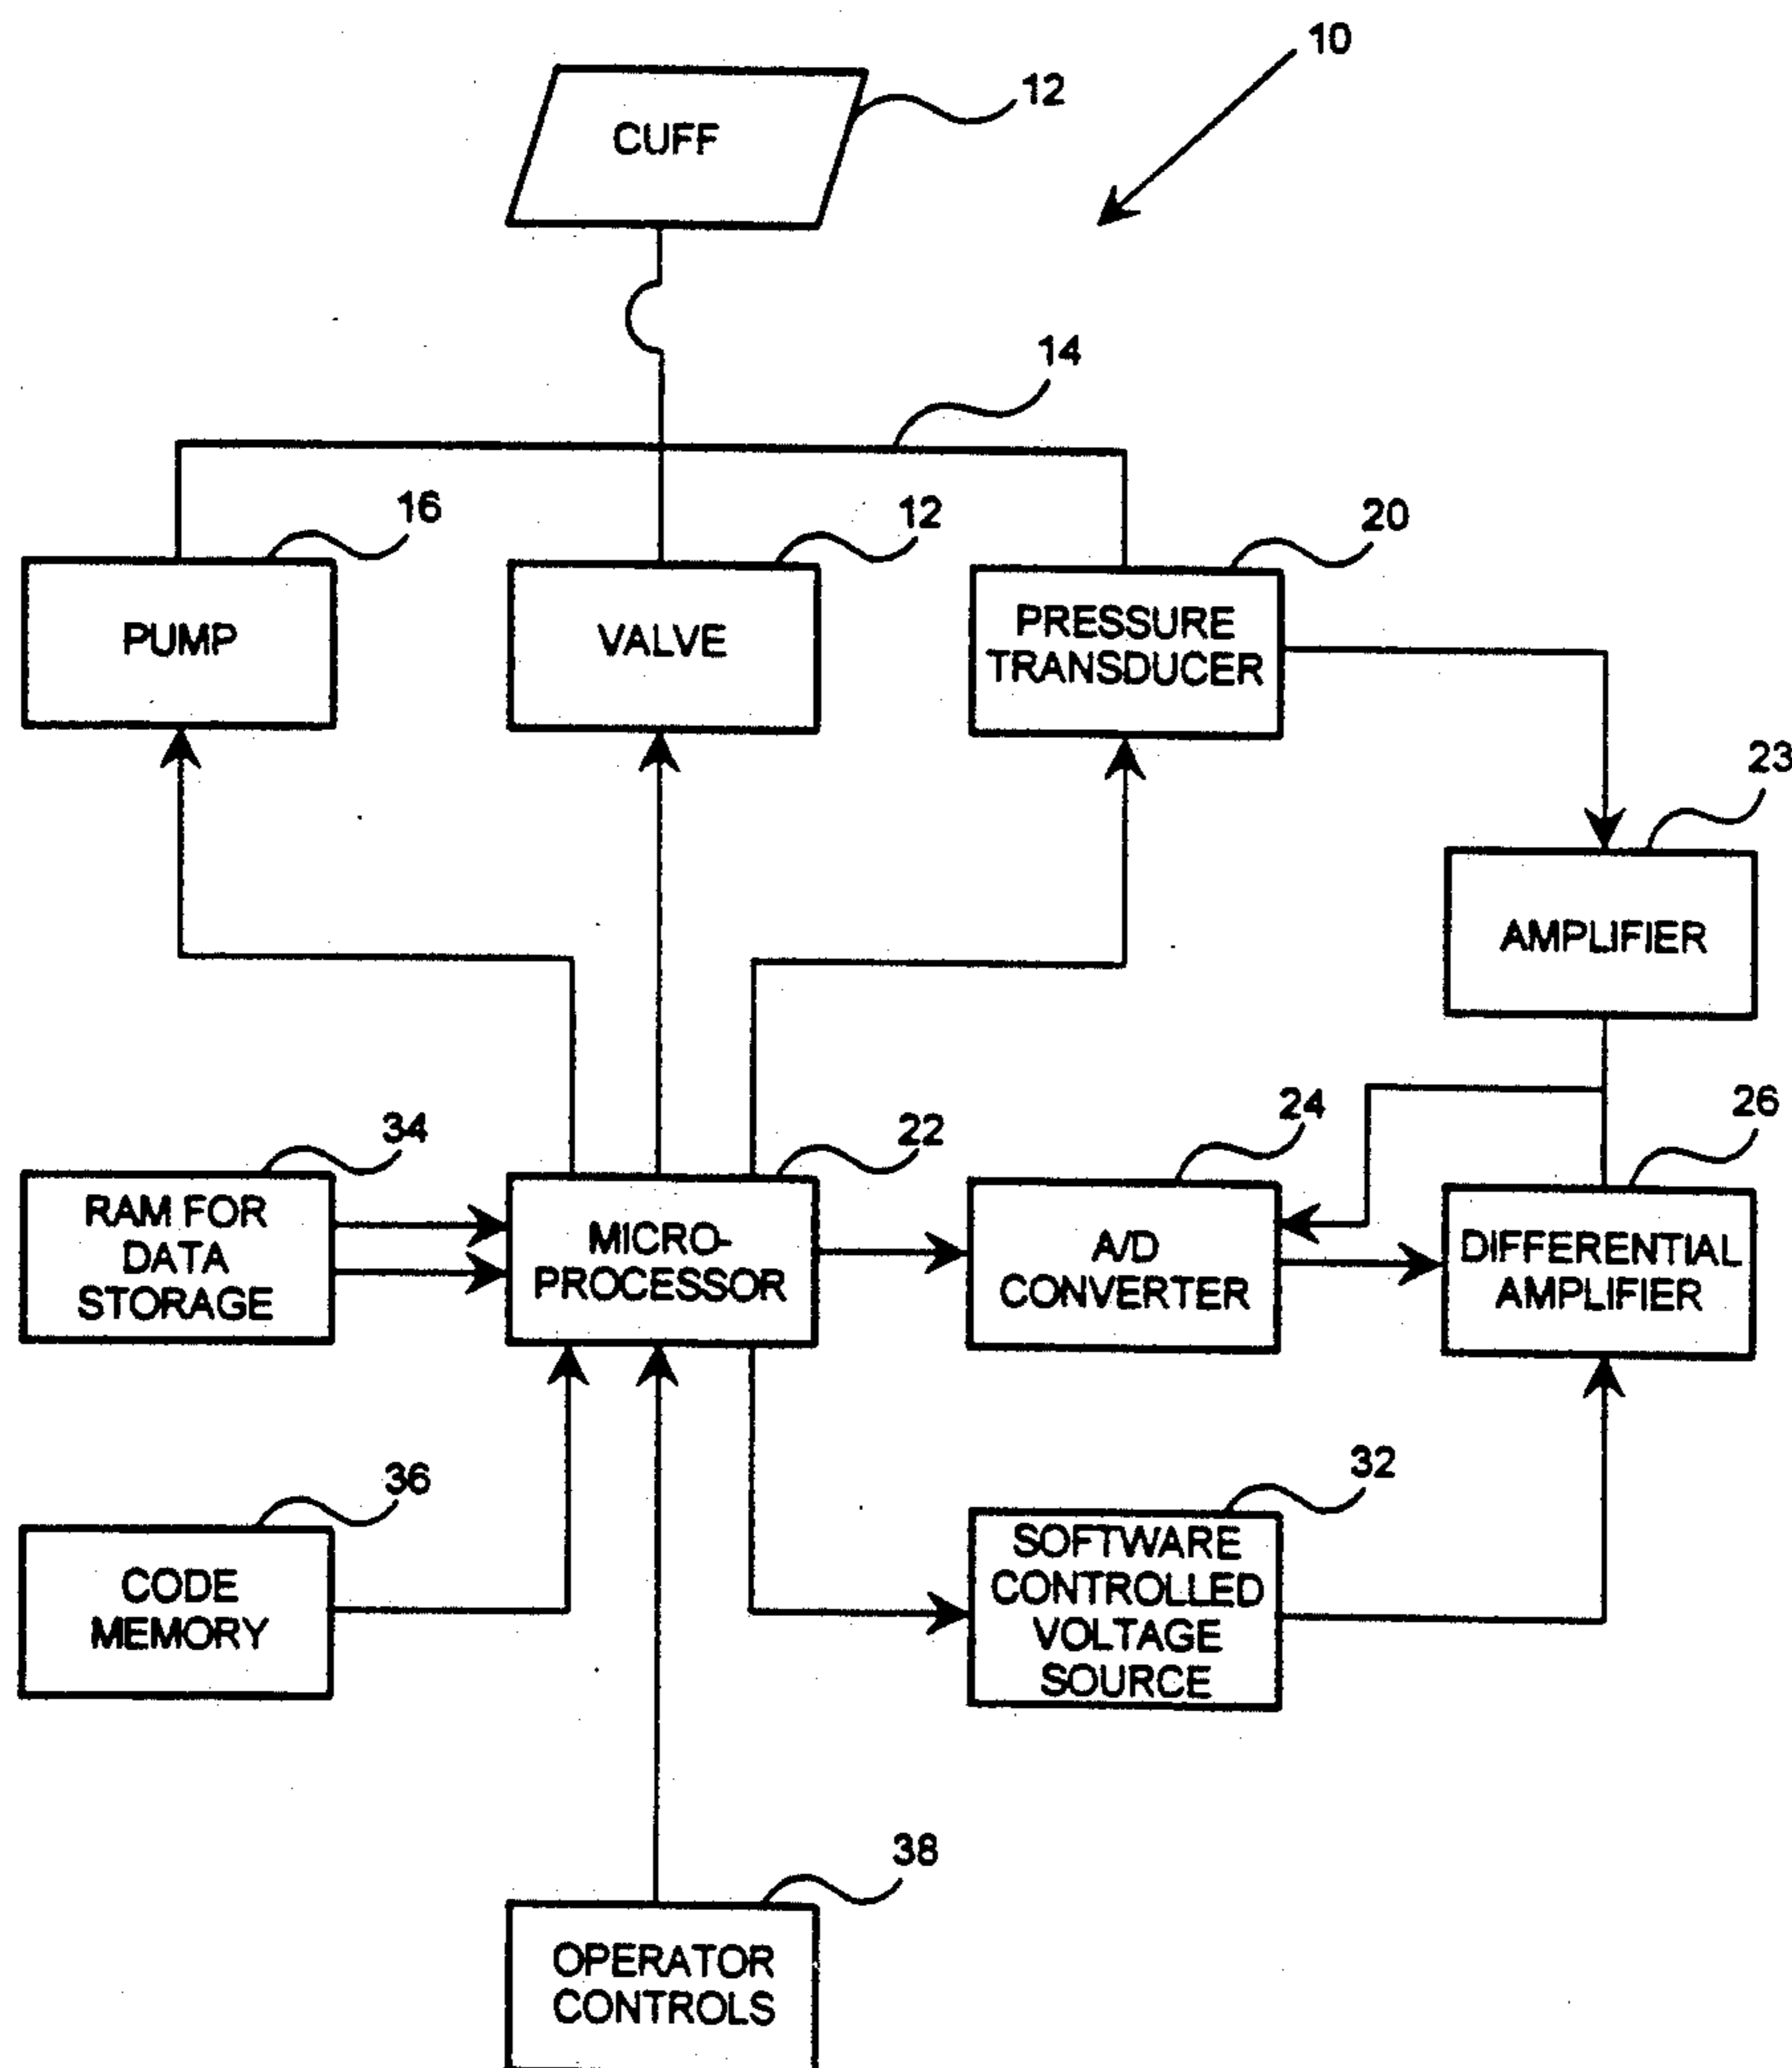 10
12
CUFF
14
16
12
20
PUMP
VALVE
PRESSURE
TRANSDUCER
23
AMPLIFIER
34
22
24
26
RAM FOR
DATA
STORAGE
MICRO-
PROCESSOR
A/D
CONVERTER
DIFFERENTIAL
AMPLIFIER
36
32
CODE
MEMORY
SOFTWARE
CONTROLLED
VOLTAGE
SOURCE
38
OPERATOR
CONTROLS